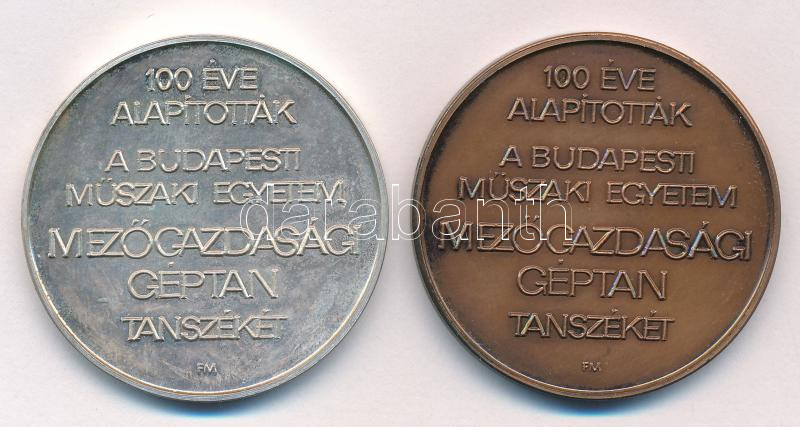 100 ÉVE
ALAPÍTOTTÁK
A BUDAPESTI
MŰSZAKI EGYETEM
MEZŐGAZDASÁGI
GÉPTAN
TANSZÉKÉT
FM
100 ÉVE
ALAPÍTOTTÁK
A BUDAPESTI
MŰSZAKI EGYETEM
MEZŐGAZDASÁGI
GÉPTAN
TANSZÉKÉT
FM
darabanth